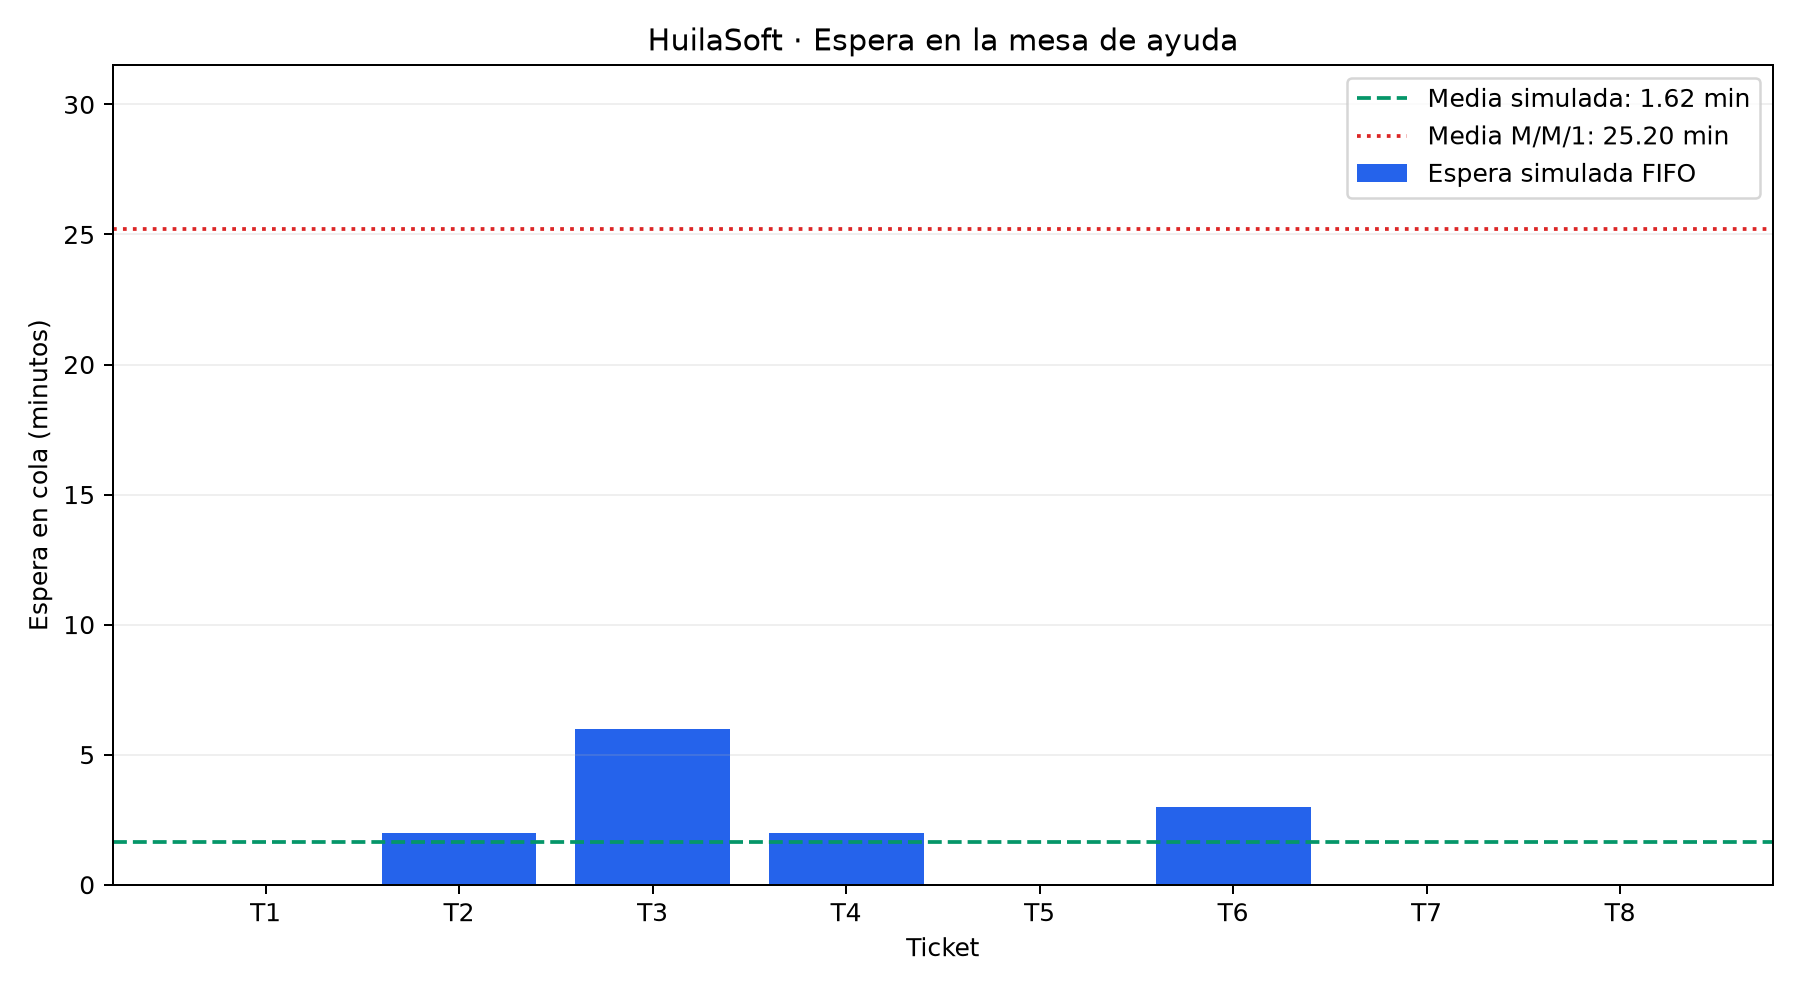 HuilaSoft · Espera en la mesa de ayuda
Media simulada: 1.62 min
Media M/M/1: 25.20 min
Espera simulada FIFO
Espera en cola (minutos)
30
25
20
15
10
5
0
T1 T2 T3 T4 T5 T6 T7 T8
Ticket